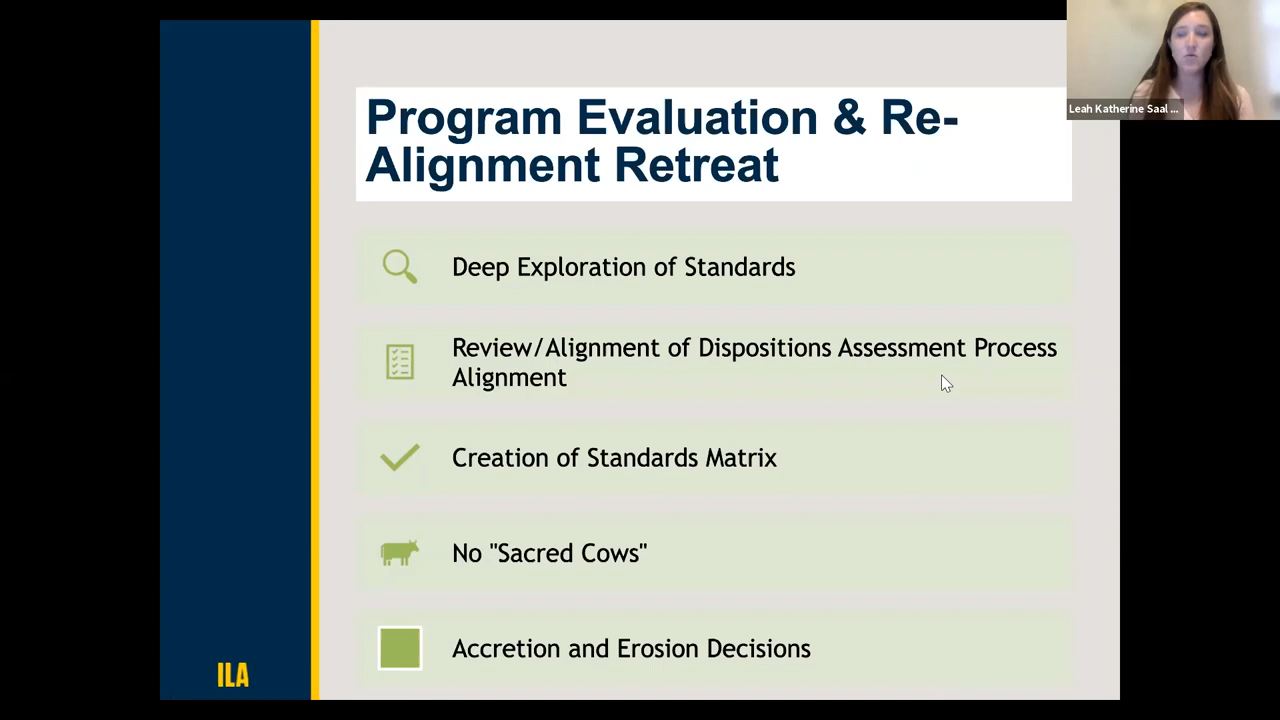 Program Evaluation & Re-
Alignment Retreat
Leah Katherine Saal ...
Deep Exploration of Standards
Review/Alignment of Dispositions Assessment Process
Alignment
Creation of Standards Matrix
No "Sacred Cows"
Accretion and Erosion Decisions
ILA